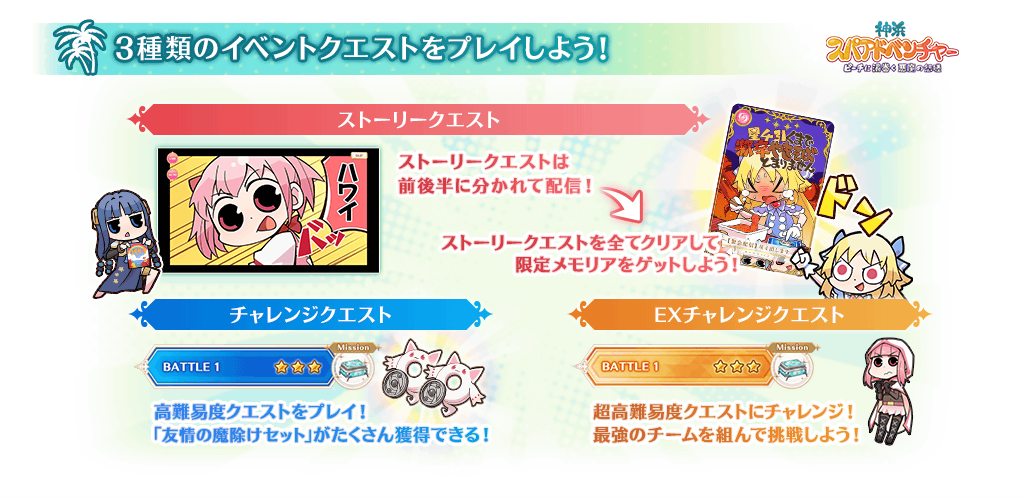 3種類のイベントクエストをプレイしよう!
神浜
スパアドベンチャー
ストーリークエスト
ハワイ
バッ
ストーリークエストは
前後半に分かれて配信!
ストーリークエストを全てクリアして
限定メモリアをゲットしよう!
ドン
チャレンジクエスト
BATTLE 1
Mission
高難易度クエストをプレイ!
「友情の魔除けセット」がたくさん獲得できる!
EXチャレンジクエスト
BATTLE 1
Mission
超高難易度クエストにチャレンジ!
最強のチームを組んで挑戦しよう!